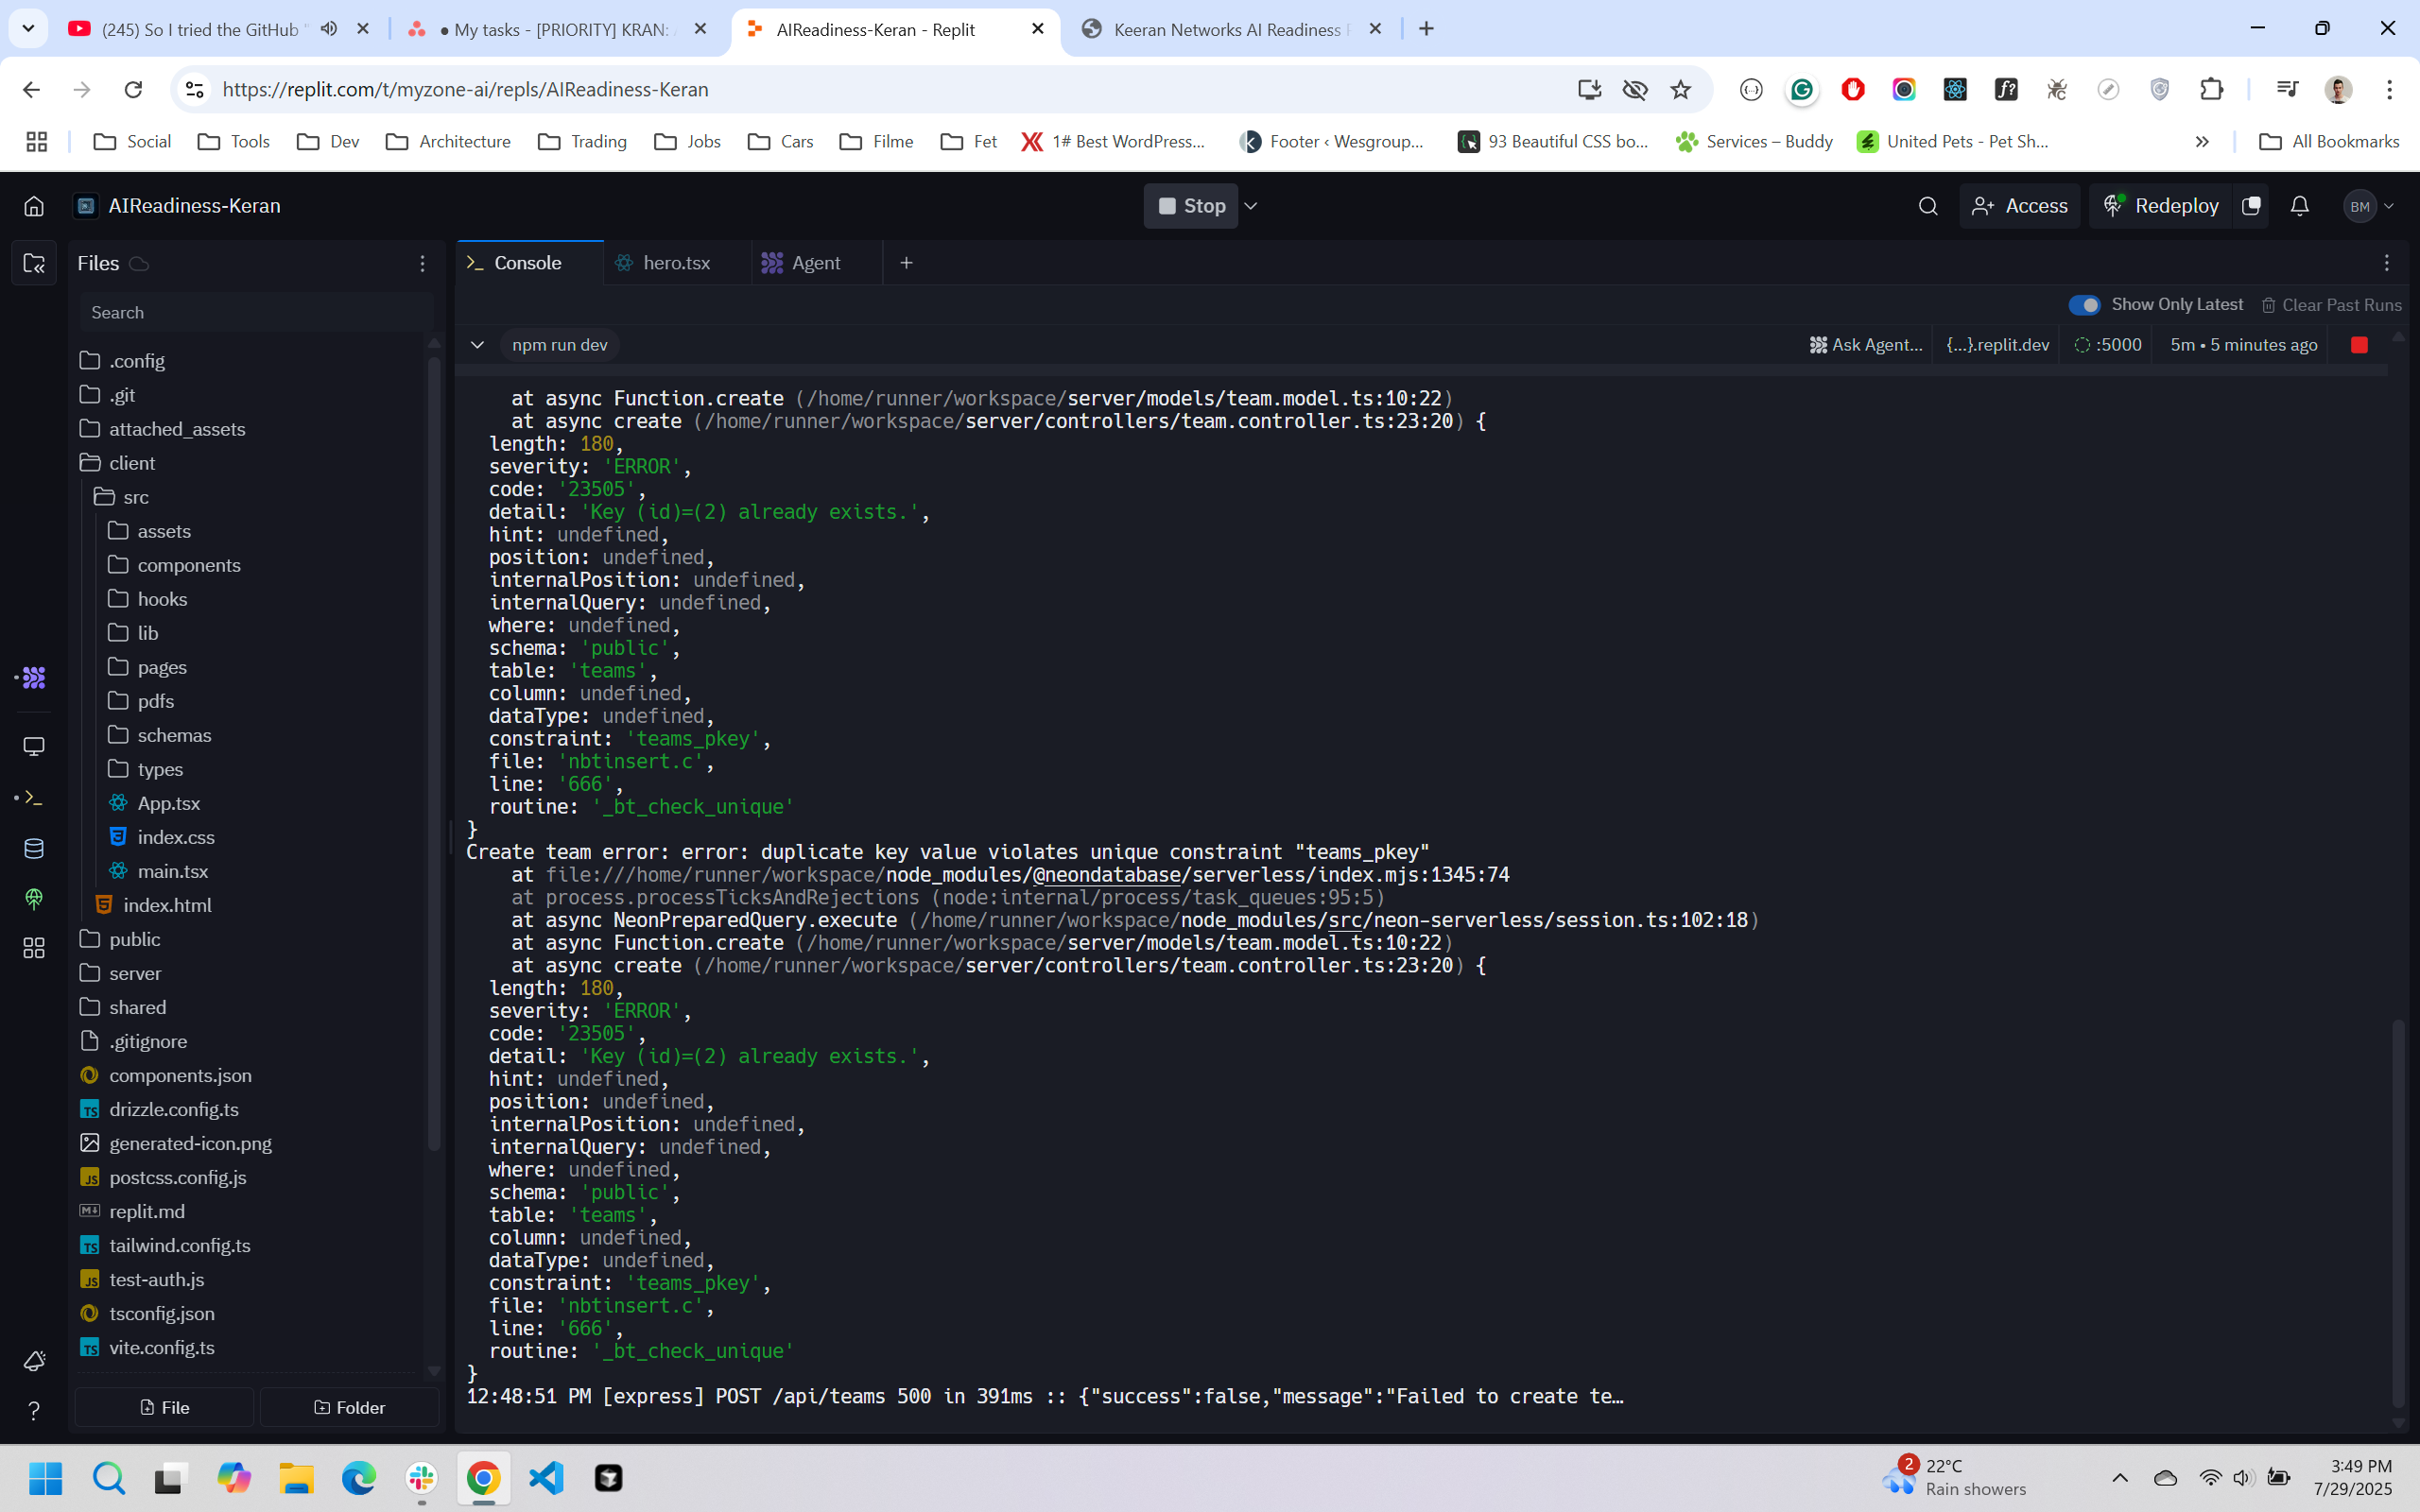 (245) So I tried the GitHub "
● My tasks - [PRIORITY] KRAN:
AIReadiness-Keran - Replit
Keeran Networks AI Readiness
https://replit.com/t/myzone-ai/repls/AIReadiness-Keran
Social
Tools
Dev
Architecture
Trading
Jobs
Cars
Filme
Fet
1# Best WordPress...
Footer ‹ Wesgroup...
93 Beautiful CSS bo...
Services – Buddy
United Pets - Pet Sh...
All Bookmarks
AIReadiness-Keran
Stop
Access
Redeploy
BM
Files
Console
hero.tsx
Agent
Search
Show Only Latest
Clear Past Runs
npm run dev
Ask Agent...
{...}.replit.dev
:5000
5m • 5 minutes ago
.config
.git
attached_assets
client
src
assets
components
hooks
lib
pages
pdfs
schemas
types
App.tsx
index.css
main.tsx
index.html
public
server
shared
.gitignore
components.json
drizzle.config.ts
generated-icon.png
postcss.config.js
replit.md
tailwind.config.ts
test-auth.js
tsconfig.json
vite.config.ts
File
Folder
at async Function.create (/home/runner/workspace/server/models/team.model.ts:10:22)
at async create (/home/runner/workspace/server/controllers/team.controller.ts:23:20) {
length: 180,
severity: 'ERROR',
code: '23505',
detail: 'Key (id)=(2) already exists.',
hint: undefined,
position: undefined,
internalPosition: undefined,
internalQuery: undefined,
where: undefined,
schema: 'public',
table: 'teams',
column: undefined,
dataType: undefined,
constraint: 'teams_pkey',
file: 'nbtinsert.c',
line: '666',
routine: '_bt_check_unique'
}
Create team error: error: duplicate key value violates unique constraint "teams_pkey"
at file:///home/runner/workspace/node_modules/@neondatabase/serverless/index.mjs:1345:74
at process.processTicksAndRejections (node:internal/process/task_queues:95:5)
at async NeonPreparedQuery.execute (/home/runner/workspace/node_modules/src/neon-serverless/session.ts:102:18)
at async Function.create (/home/runner/workspace/server/models/team.model.ts:10:22)
at async create (/home/runner/workspace/server/controllers/team.controller.ts:23:20) {
length: 180,
severity: 'ERROR',
code: '23505',
detail: 'Key (id)=(2) already exists.',
hint: undefined,
position: undefined,
internalPosition: undefined,
internalQuery: undefined,
where: undefined,
schema: 'public',
table: 'teams',
column: undefined,
dataType: undefined,
constraint: 'teams_pkey',
file: 'nbtinsert.c',
line: '666',
routine: '_bt_check_unique'
}
12:48:51 PM [express] POST /api/teams 500 in 391ms :: {"success":false,"message":"Failed to create te…
2
22°C
Rain showers
3:49 PM
7/29/2025